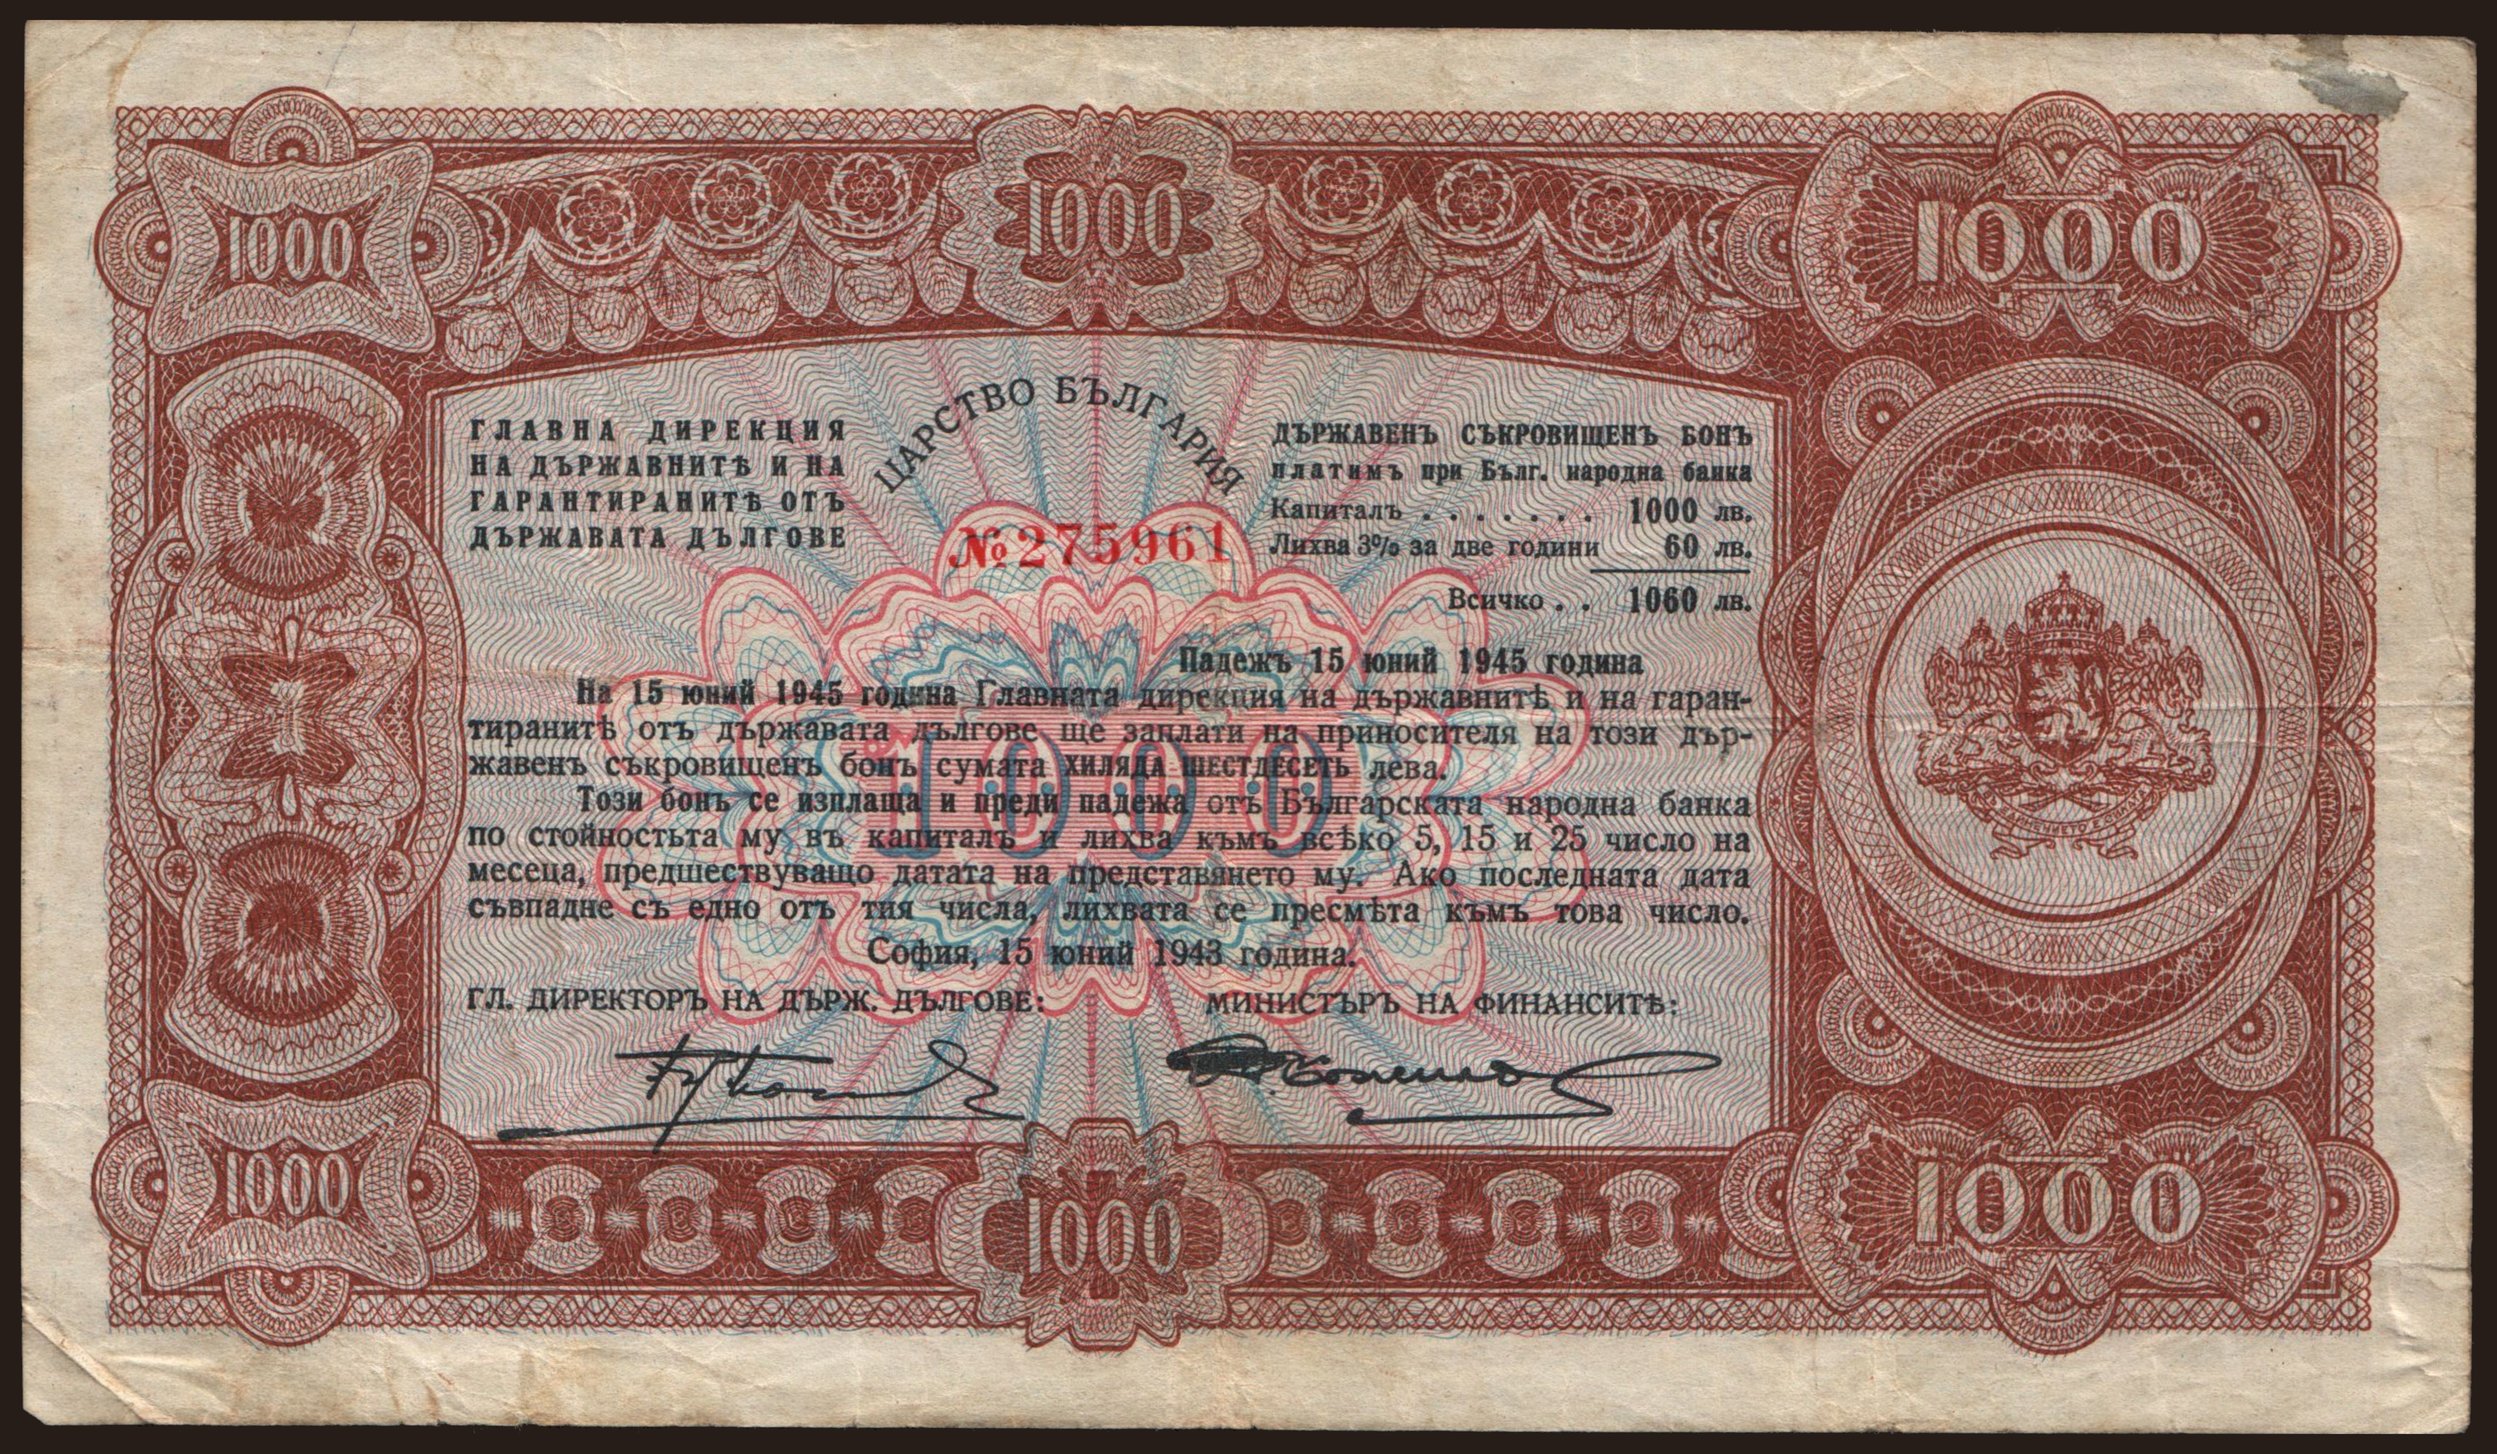 1000
1000
1000
ЦАРСТВО БЪЛГАРИЯ
ГЛАВНА ДИРЕКЦИЯ
НА ДЪРЖАВНИТѢ И НА
ГАРАНТИРАНИТѢ ОТЪ
ДЪРЖАВАТА ДЪЛГОВЕ
№ 275961
ДЪРЖАВЕНЪ СЪКРОВИЩЕНЪ БОНЪ
платимъ при Бълг. народна банка
Капиталъ . . . . . . . 1000 лв.
Лихва 3% за две години 60 лв.
Всичко . . 1060 лв.
Падежъ 15 юний 1945 година
На 15 юний 1945 година Главната дирекция на държавнитѣ и на гаран-
тиранитѣ отъ държавата дългове ще заплати на приносителя на този дър-
жавенъ съкровищенъ бонъ сумата ХИЛЯДА ШЕСТДЕСЕТЬ лева.
1000
Този бонъ се изплаща и преди падежа отъ Българската народна банка
по стойностьта му въ капиталъ и лихва къмъ всѣко 5, 15 и 25 число на
месеца, предшествуващо датата на представянето му. Ако последната дата
съвпадне съ едно отъ тия числа, лихвата се пресмѣта къмъ това число.
София, 15 юний 1943 година.
ГЛ. ДИРЕКТОРЪ НА ДЪРЖ. ДЪЛГОВЕ: МИНИСТЪРЪ НА ФИНАНСИТѢ:
1000
1000
1000